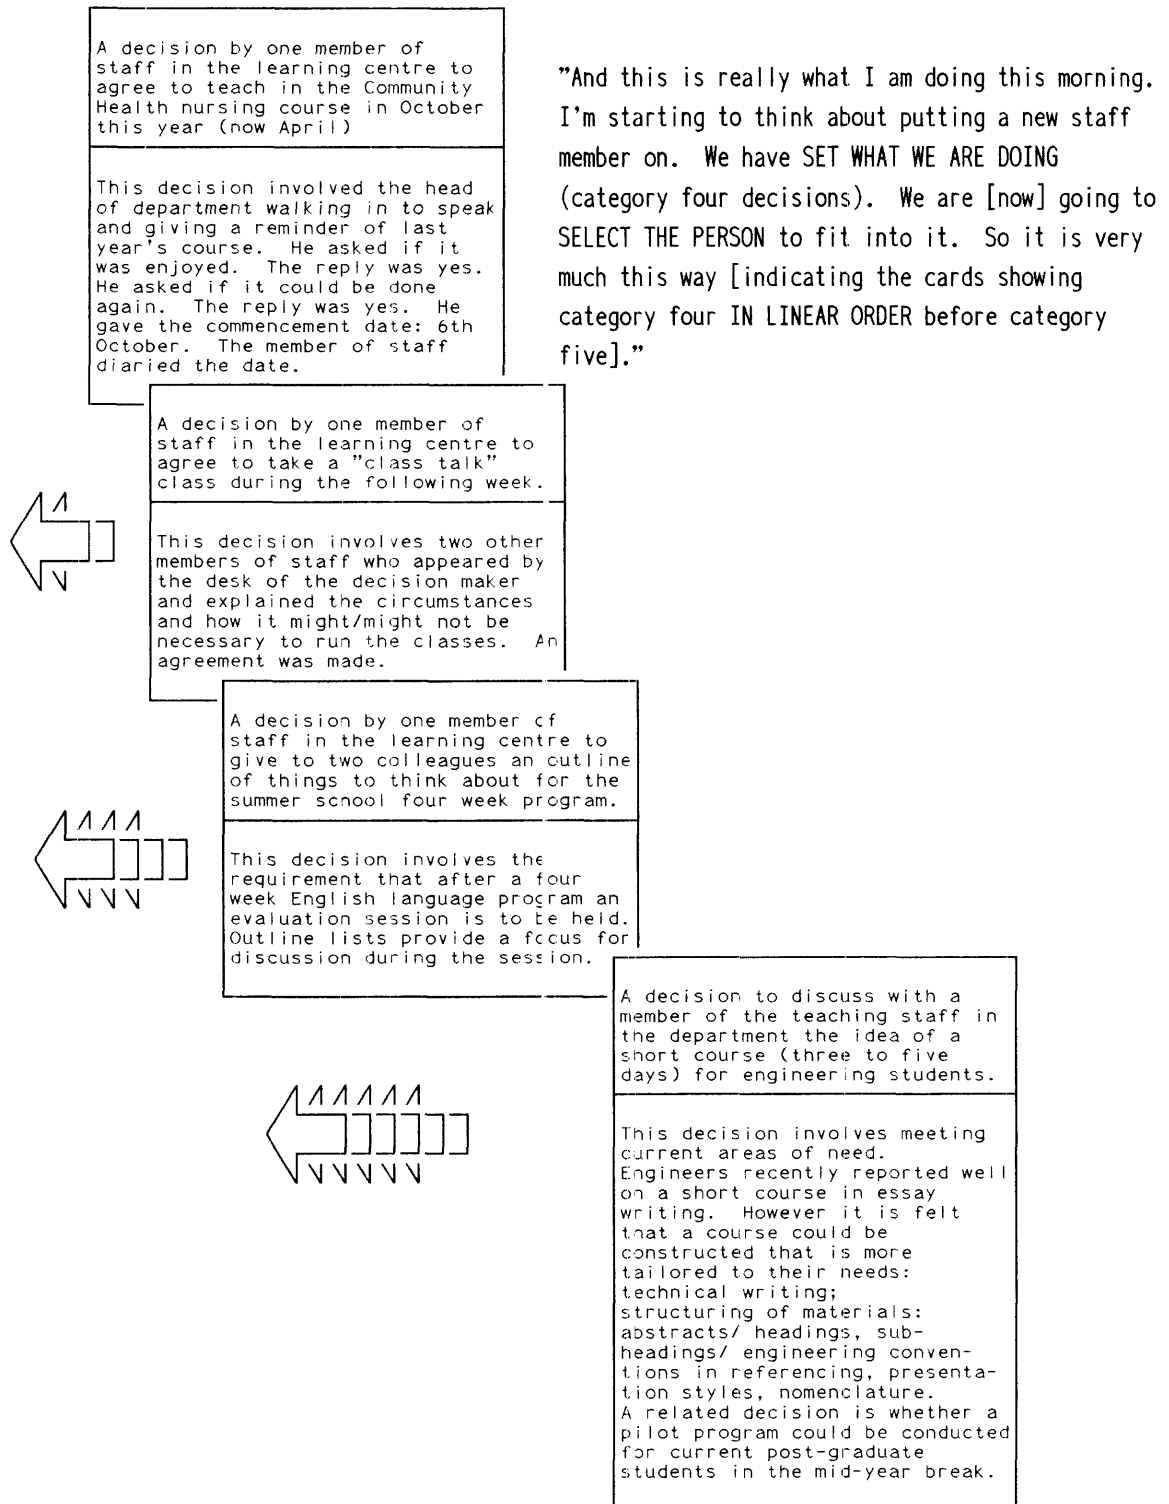 A decision by one member of
staff in the learning centre to
agree to teach in the Community
Health nursing course in October
this year (now April)
This decision involved the head
of department walking in to speak
and giving a reminder of last
year's course. He asked if it
was enjoyed. The reply was yes.
He asked if it could be done
again. The reply was yes. He
gave the commencement date: 6th
October. The member of staff
diaried the date.
"And this is really what I am doing this morning.
I'm starting to think about putting a new staff
member on. We have SET WHAT WE ARE DOING
(category four decisions). We are [now] going to
SELECT THE PERSON to fit into it. So it is very
much this way [indicating the cards showing
category four IN LINEAR ORDER before category
five]."
A decision by one member of
staff in the learning centre to
agree to take a "class talk"
class during the following week.
This decision involves two other
members of staff who appeared by
the desk of the decision maker
and explained the circumstances
and how it might/might not be
necessary to run the classes. An
agreement was made.
A decision by one member of
staff in the learning centre to
give to two colleagues an outline
of things to think about for the
summer school four week program.
This decision involves the
requirement that after a four
week English language program an
evaluation session is to be held.
Outline lists provide a focus for
discussion during the session.
A decision to discuss with a
member of the teaching staff in
the department the idea of a
short course (three to five
days) for engineering students.
This decision involves meeting
current areas of need.
Engineers recently reported well
on a short course in essay
writing. However it is felt
that a course could be
constructed that is more
tailored to their needs:
technical writing;
structuring of materials:
abstracts/ headings, sub-
headings/ engineering conven-
tions in referencing, presenta-
tion styles, nomenclature.
A related decision is whether a
pilot program could be conducted
for current post-graduate
students in the mid-year break.